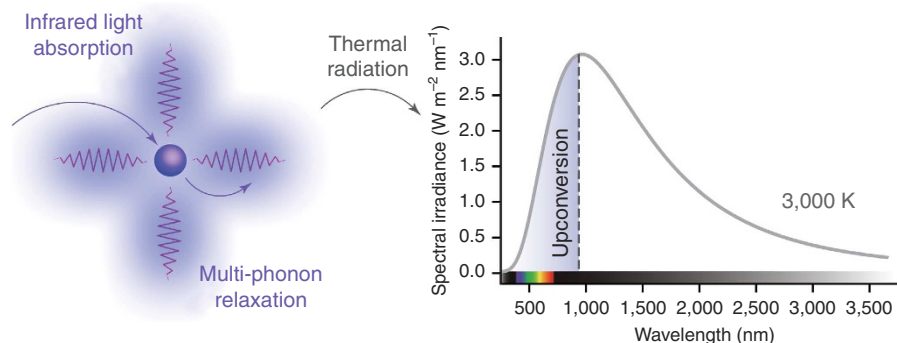 Infrared light
absorption
Multi-phonon
relaxation
Thermal
radiation
Spectral irradiance (W m⁻² nm⁻¹)
3.0
2.5
2.0
1.5
1.0
0.5
0.0
Upconversion
3,000 K
500 1,000 1,500 2,000 2,500 3,000 3,500
Wavelength (nm)